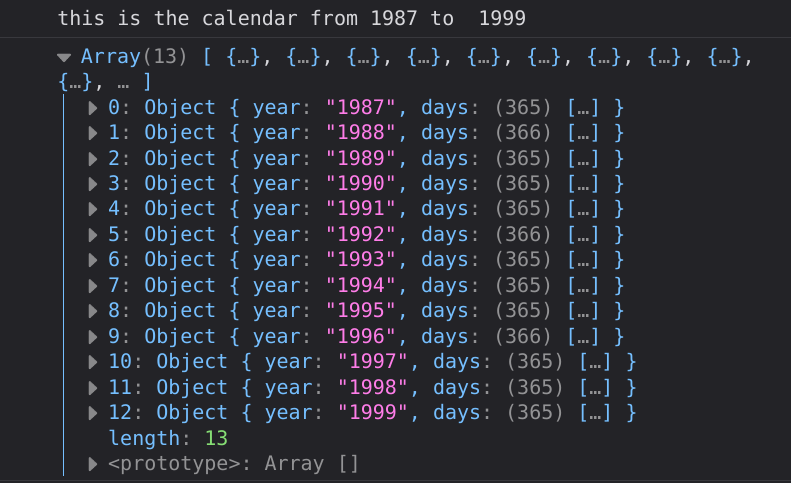 this is the calendar from 1987 to  1999
Array(13) [ {…}, {…}, {…}, {…}, {…}, {…}, {…}, {…}, {…},
{…}, … ]
0: Object { year: "1987", days: (365) […] }
1: Object { year: "1988", days: (366) […] }
2: Object { year: "1989", days: (365) […] }
3: Object { year: "1990", days: (365) […] }
4: Object { year: "1991", days: (365) […] }
5: Object { year: "1992", days: (366) […] }
6: Object { year: "1993", days: (365) […] }
7: Object { year: "1994", days: (365) […] }
8: Object { year: "1995", days: (365) […] }
9: Object { year: "1996", days: (366) […] }
10: Object { year: "1997", days: (365) […] }
11: Object { year: "1998", days: (365) […] }
12: Object { year: "1999", days: (365) […] }
length: 13
<prototype>: Array []